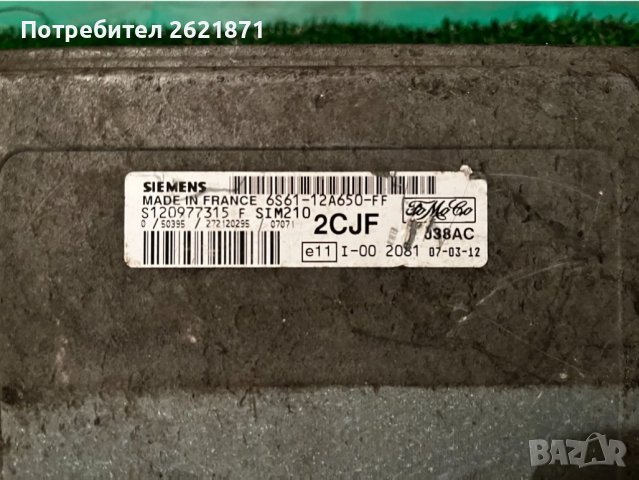 Потребител 2621871
SIEMENS
MADE IN FRANCE 6S61-12A650-FF
S120977315 F SIM210
0 /50395 /272120295 /07071
2CJF
FoMoCo
J38AC
e11 I-00 2081 07-03-12
BAZAR